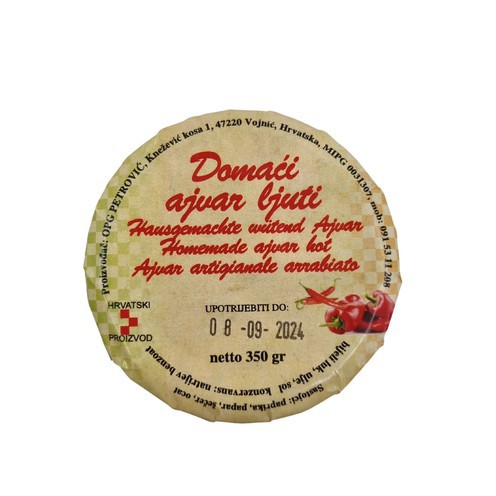 Proizvođač: OPG PETROVIĆ, Knežević kosa 1, 47220 Vojnić, Hrvatska, MIPG 0031307, mob: 091 53 11 208
Domaći
ajvar ljuti
Hausgemachte wütend Ajvar
Homemade ajvar hot
Ajvar artigianale arrabiato
HRVATSKI
PROIZVOD
UPOTRIJEBITI DO:
08-09-2024
netto 350 gr
Sastojci: paprika, papar, šećer, ocat
bijeli luk, ulje, sol konzervans: natrijev benzoat